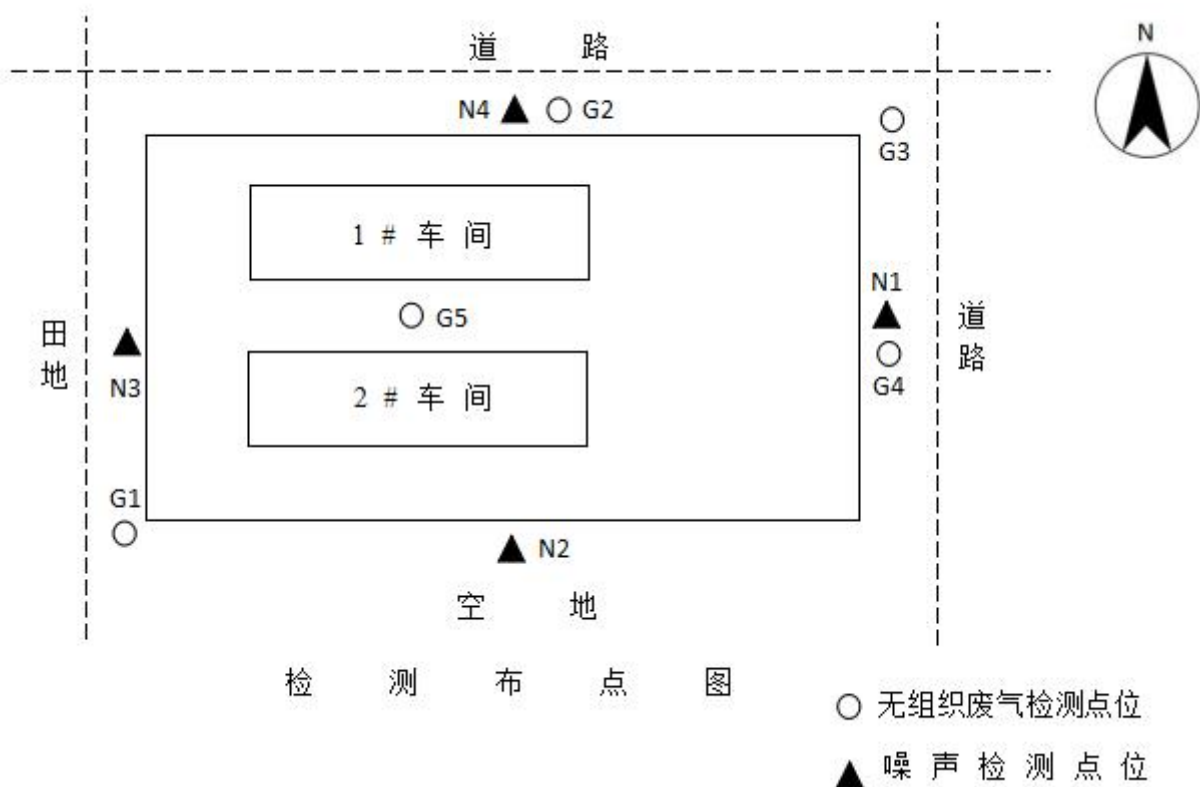 道 路
N
N4
G2
G3
1 # 车 间
N1
G5
田地
道路
N3
2 # 车 间
G4
G1
N2
空 地
检 测 布 点 图
无组织废气检测点位
噪 声 检 测 点 位